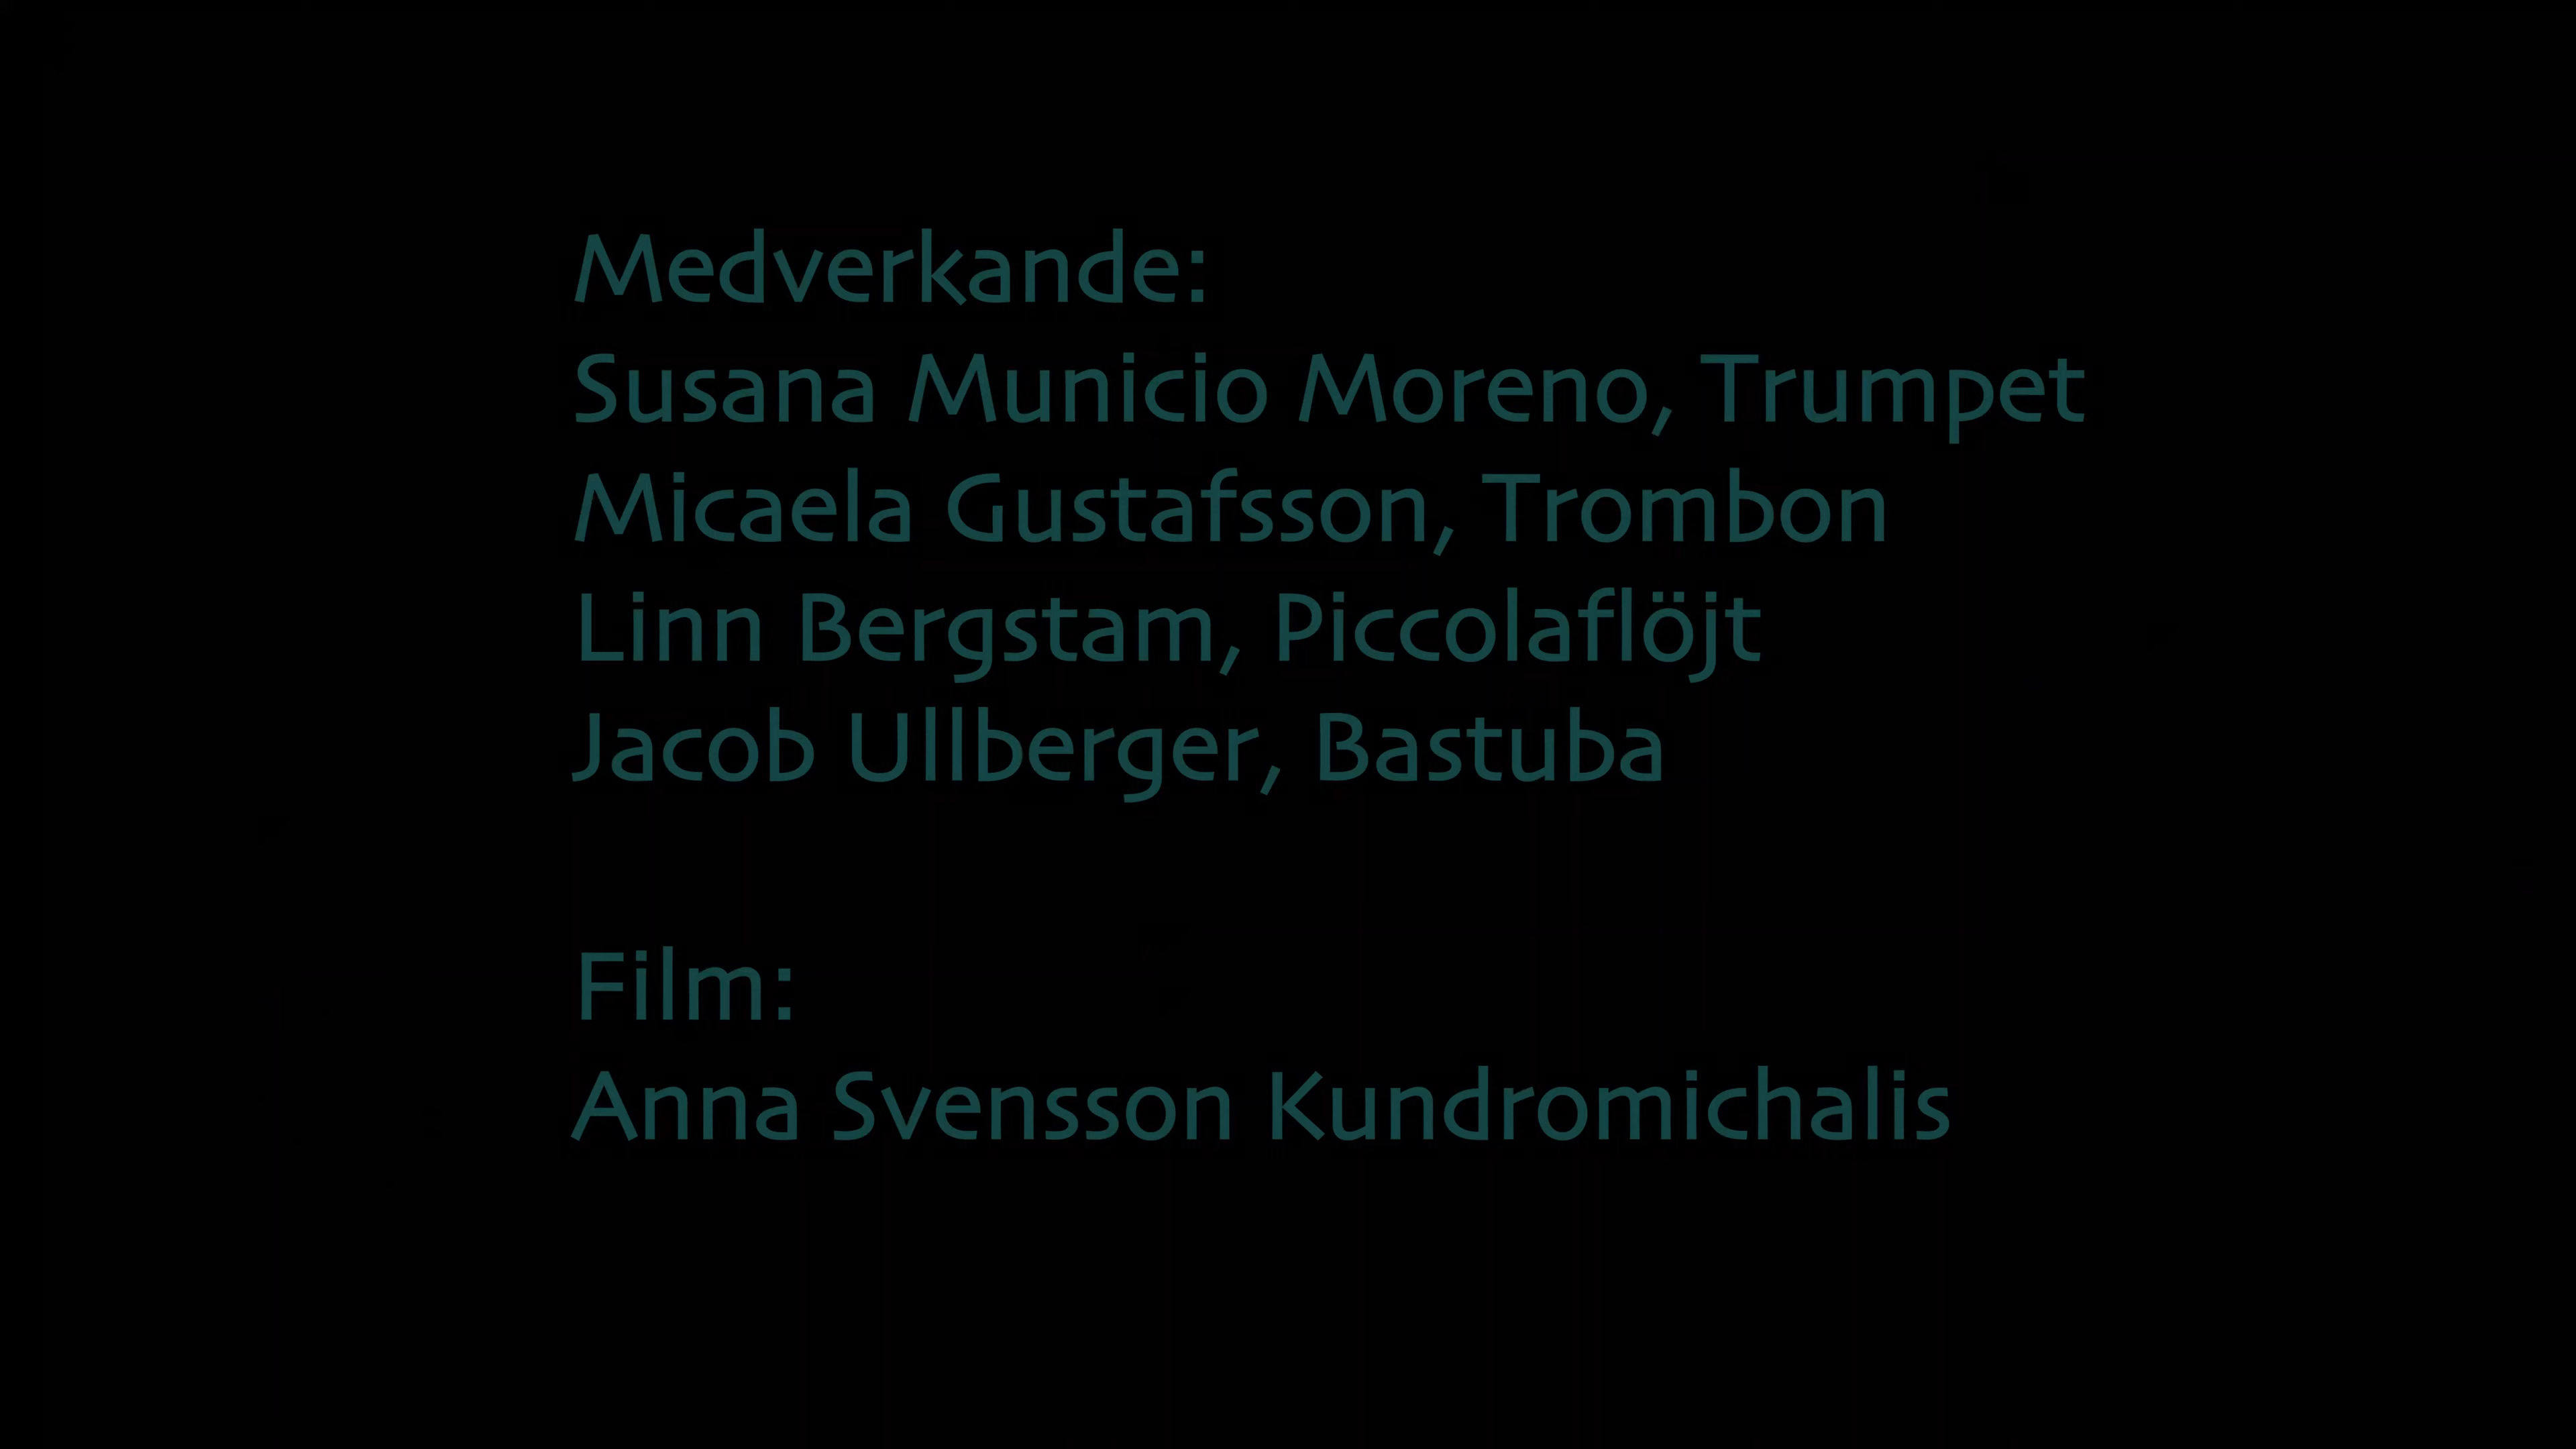 Medverkande:
Susana Municio Moreno, Trumpet
Micaela Gustafsson, Trombon
Linn Bergstam, Piccolaflöjt
Jacob Ullberger, Bastuba
Film:
Anna Svensson Kundromichalis